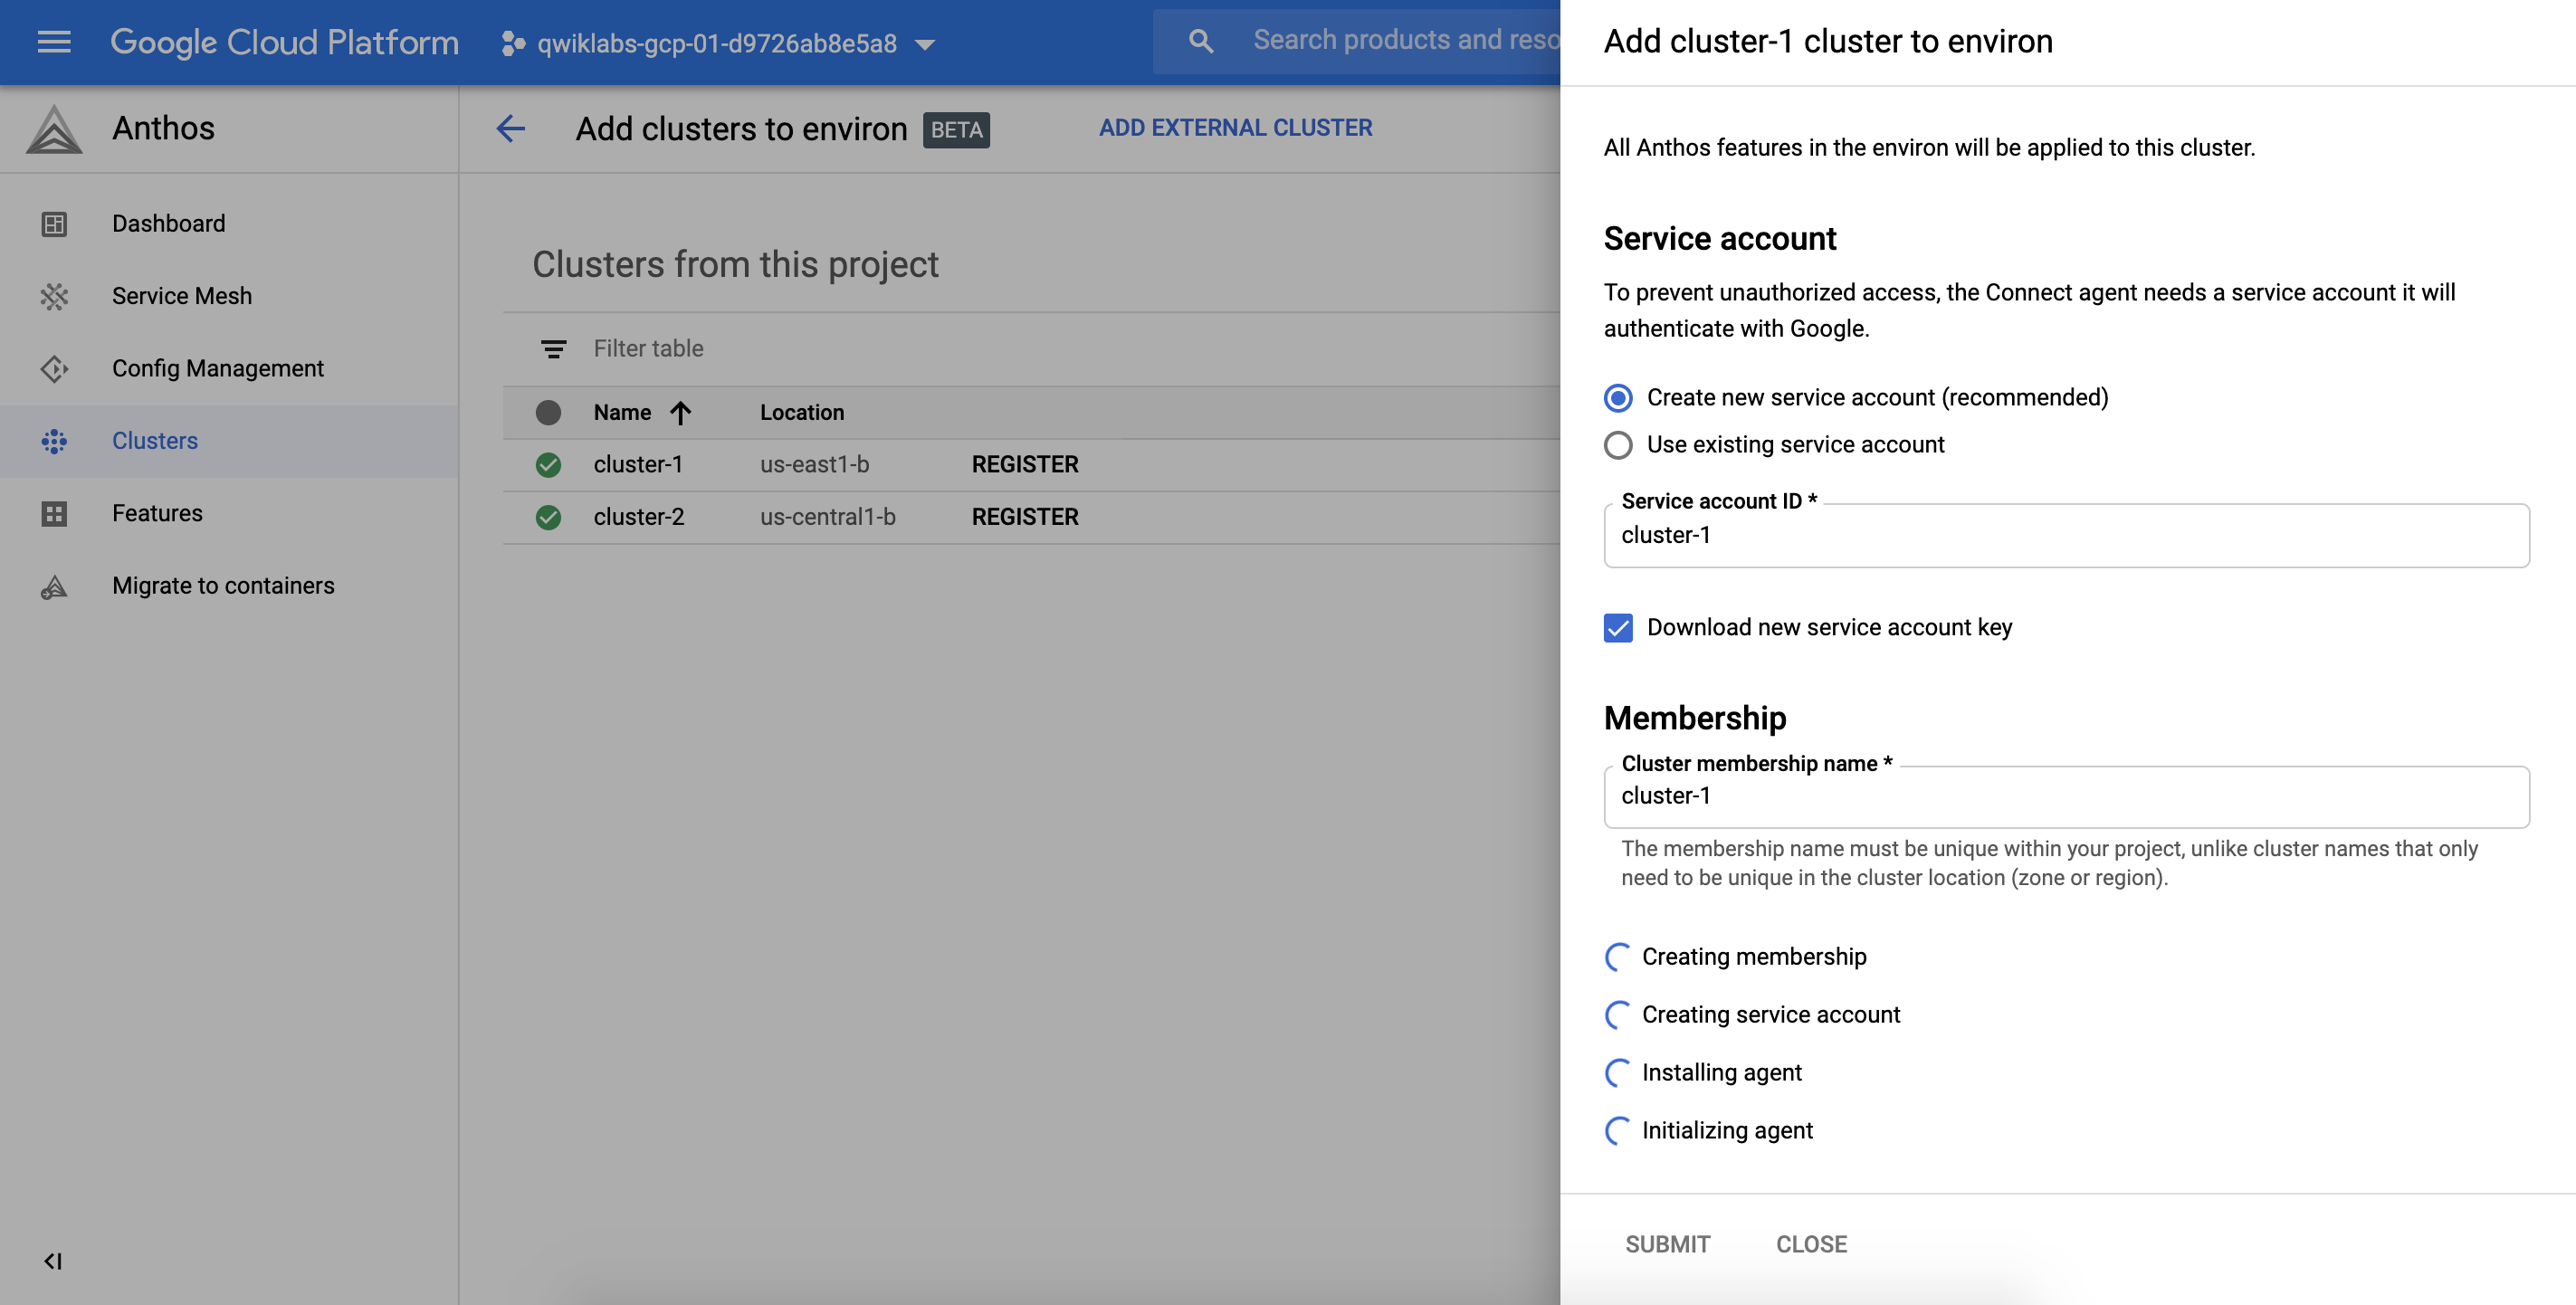 Google Cloud Platform
qwiklabs-gcp-01-d9726ab8e5a8
Search products and reso
Anthos
Dashboard
Service Mesh
Config Management
Clusters
Features
Migrate to containers
Add clusters to environ BETA
ADD EXTERNAL CLUSTER
Clusters from this project
Filter table
Name Location
cluster-1 us-east1-b REGISTER
cluster-2 us-central1-b REGISTER
Add cluster-1 cluster to environ
All Anthos features in the environ will be applied to this cluster.
Service account
To prevent unauthorized access, the Connect agent needs a service account it will
authenticate with Google.
Create new service account (recommended)
Use existing service account
Service account ID *
cluster-1
Download new service account key
Membership
Cluster membership name *
cluster-1
The membership name must be unique within your project, unlike cluster names that only
need to be unique in the cluster location (zone or region).
Creating membership
Creating service account
Installing agent
Initializing agent
SUBMIT CLOSE